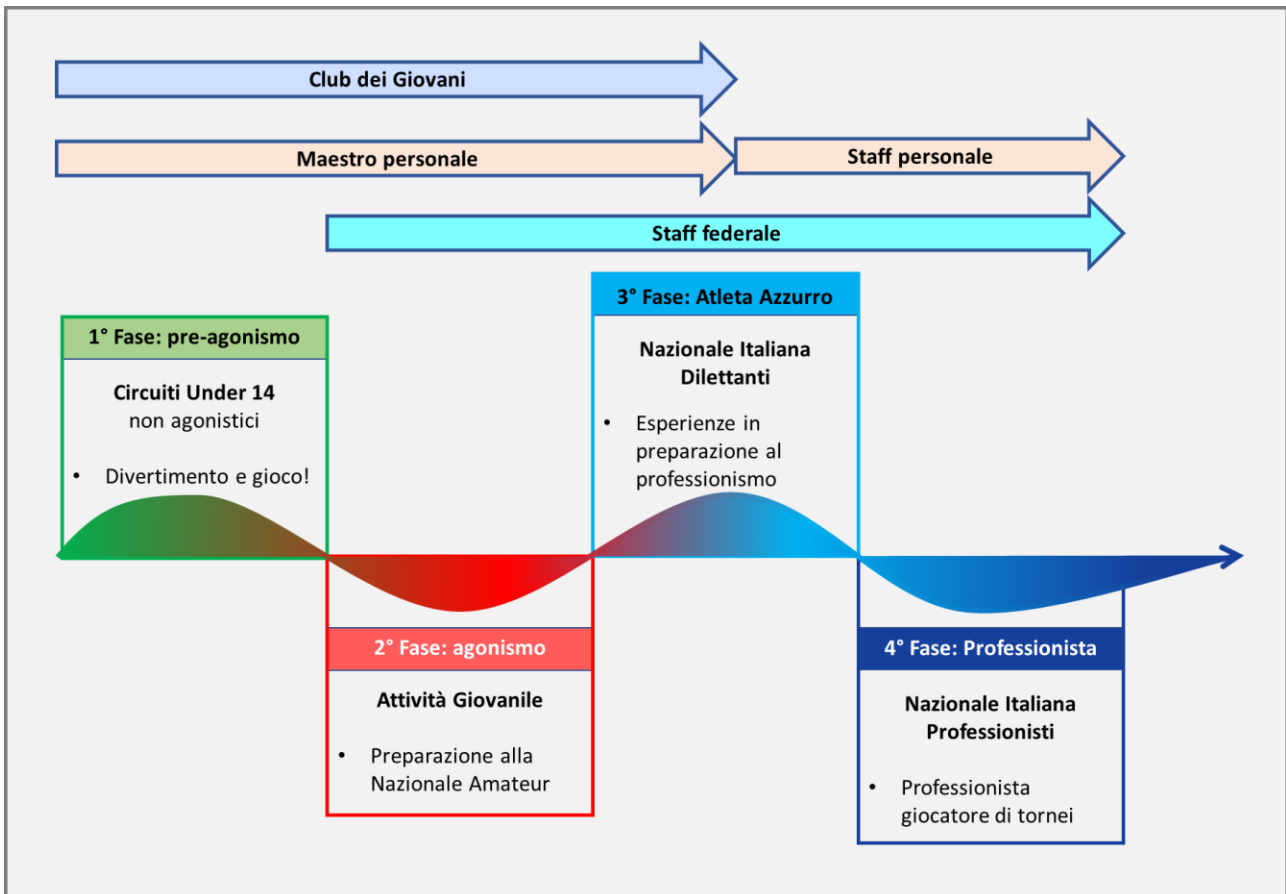 Club dei Giovani
Maestro personale
Staff personale
Staff federale
1° Fase: pre-agonismo
Circuiti Under 14
non agonistici
• Divertimento e gioco!
2° Fase: agonismo
Attività Giovanile
• Preparazione alla
Nazionale Amateur
3° Fase: Atleta Azzurro
Nazionale Italiana
Dilettanti
• Esperienze in
preparazione al
professionismo
4° Fase: Professionista
Nazionale Italiana
Professionisti
• Professionista
giocatore di tornei